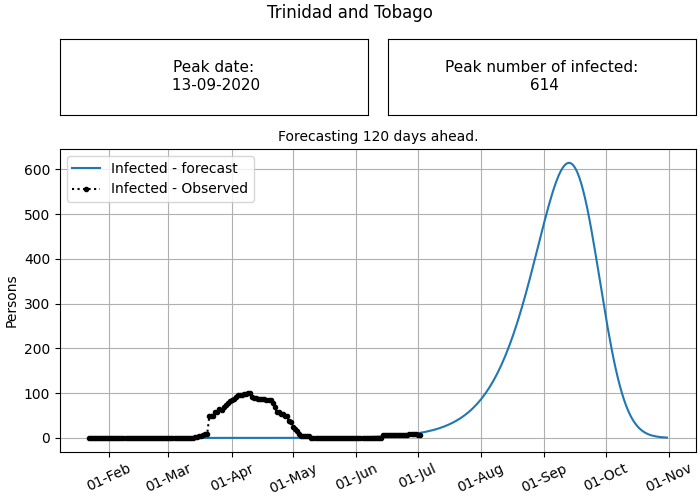 Trinidad and Tobago
Peak date:
13-09-2020
Peak number of infected:
614
Forecasting 120 days ahead.
Infected - forecast
Infected - Observed
Persons
600
500
400
300
200
100
0
01-Feb
01-Mar
01-Apr
01-May
01-Jun
01-Jul
01-Aug
01-Sep
01-Oct
01-Nov